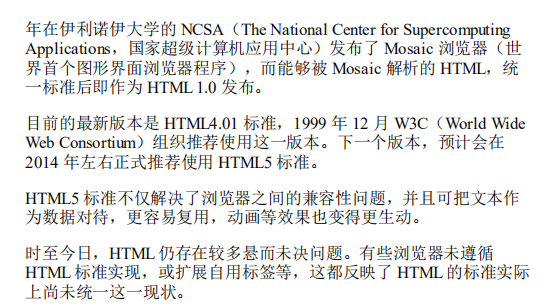 年在伊利诺伊大学的 NCSA（The National Center for Supercomputing
Applications，国家超级计算机应用中心）发布了 Mosaic 浏览器（世
界首个图形界面浏览器程序），而能够被 Mosaic 解析的 HTML，统
一标准后即作为 HTML 1.0 发布。
目前的最新版本是 HTML4.01 标准，1999 年 12 月 W3C（World Wide
Web Consortium）组织推荐使用这一版本。下一个版本，预计会在
2014 年左右正式推荐使用 HTML5 标准。
HTML5 标准不仅解决了浏览器之间的兼容性问题，并且可把文本作
为数据对待，更容易复用，动画等效果也变得更生动。
时至今日，HTML 仍存在较多悬而未决问题。有些浏览器未遵循
HTML 标准实现，或扩展自用标签等，这都反映了 HTML 的标准实际
上尚未统一这一现状。